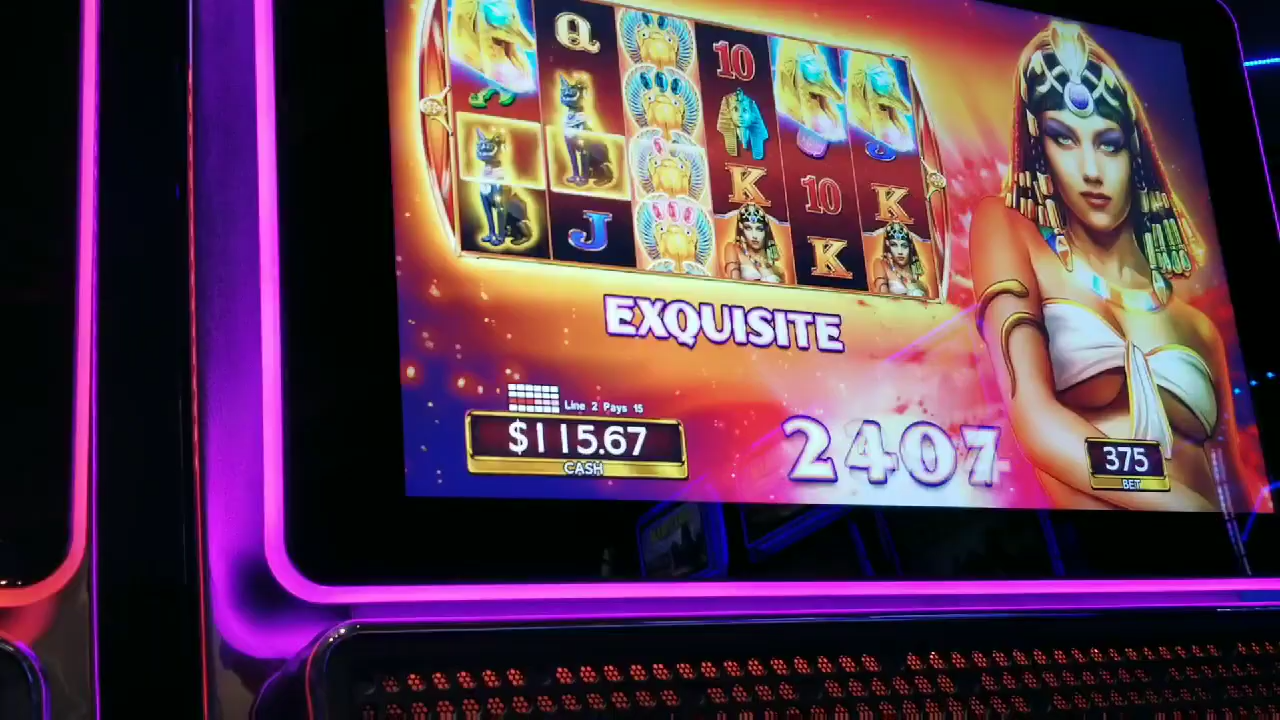 Q
10
J
K
10
K
J
K
EXQUISITE
Line 2 Pays 15
$115.67
CASH
2407
375
BET